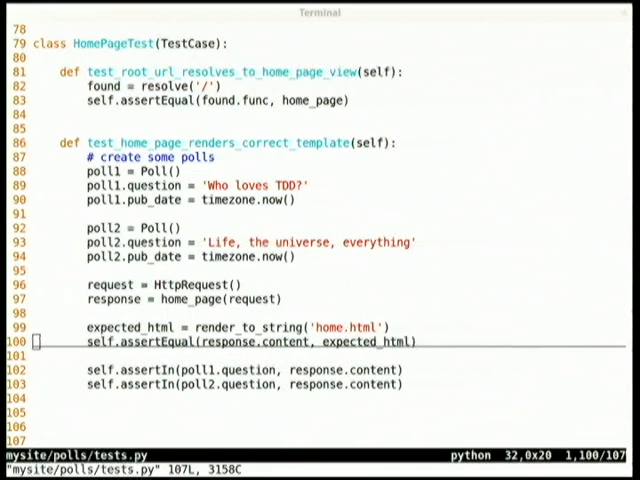 Terminal
78
79 class HomePageTest(TestCase):
80
81 def test_root_url_resolves_to_home_page_view(self):
82 found = resolve('/')
83 self.assertEqual(found.func, home_page)
84
85
86 def test_home_page_renders_correct_template(self):
87 # create some polls
88 poll1 = Poll()
89 poll1.question = 'Who loves TDD?'
90 poll1.pub_date = timezone.now()
91
92 poll2 = Poll()
93 poll2.question = 'Life, the universe, everything'
94 poll2.pub_date = timezone.now()
95
96 request = HttpRequest()
97 response = home_page(request)
98
99 expected_html = render_to_string('home.html')
100 self.assertEqual(response.content, expected_html)
101
102 self.assertIn(poll1.question, response.content)
103 self.assertIn(poll2.question, response.content)
104
105
106
107
mysite/polls/tests.py python 32,0x20 1,100/107
"mysite/polls/tests.py" 107L, 3158C